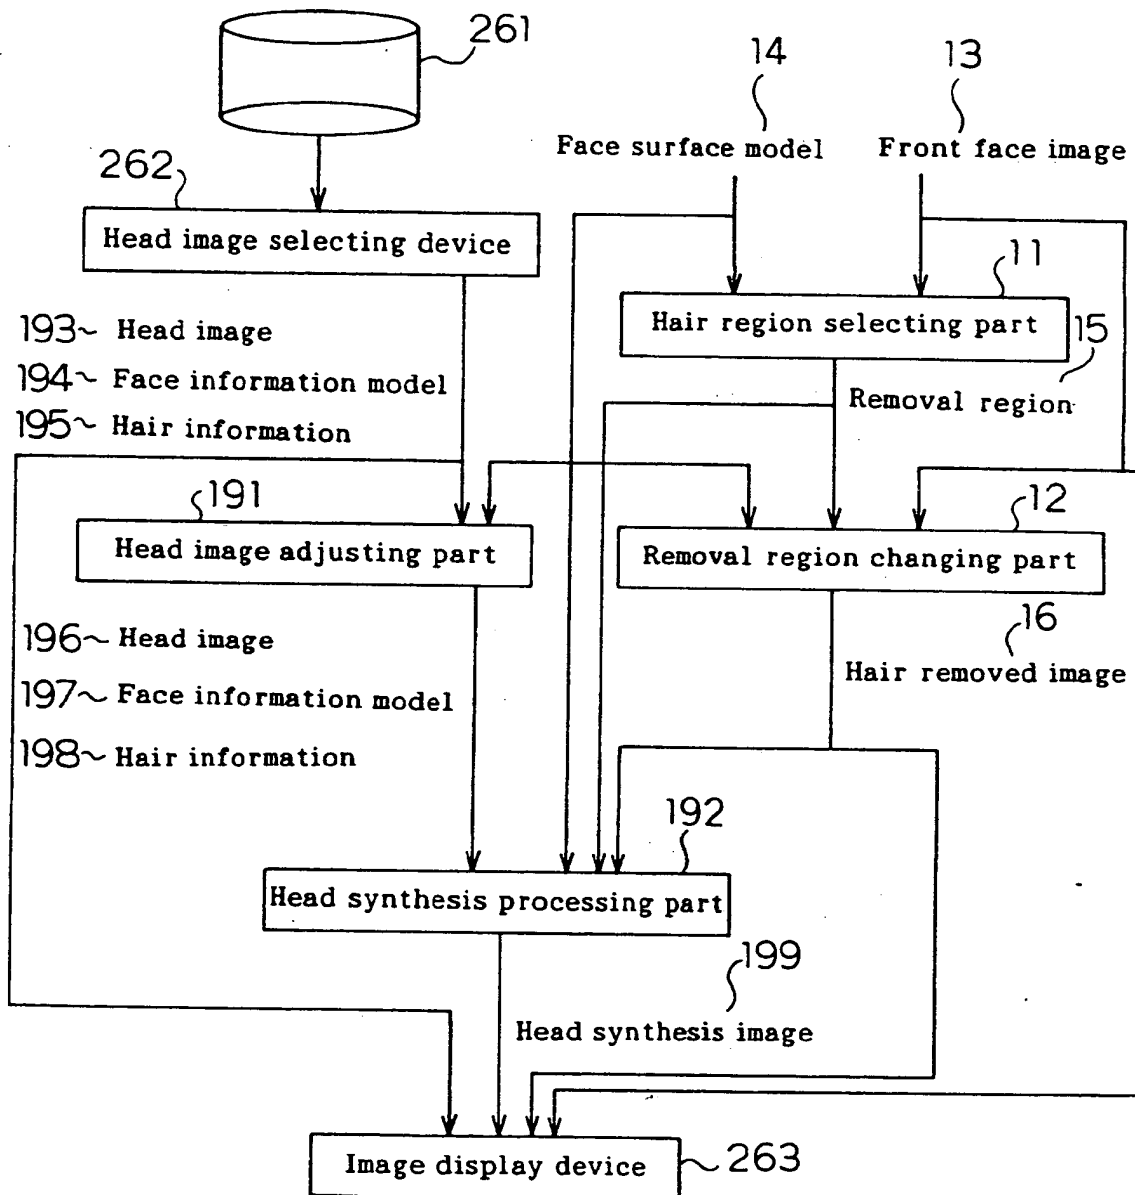 261
14
13
Face surface model
Front face image
262
Head image selecting device
11
Hair region selecting part
15
193~ Head image
194~ Face information model
195~ Hair information
Removal region
191
Head image adjusting part
12
Removal region changing part
196~ Head image
197~ Face information model
198~ Hair information
16
Hair removed image
192
Head synthesis processing part
199
Head synthesis image
Image display device
263